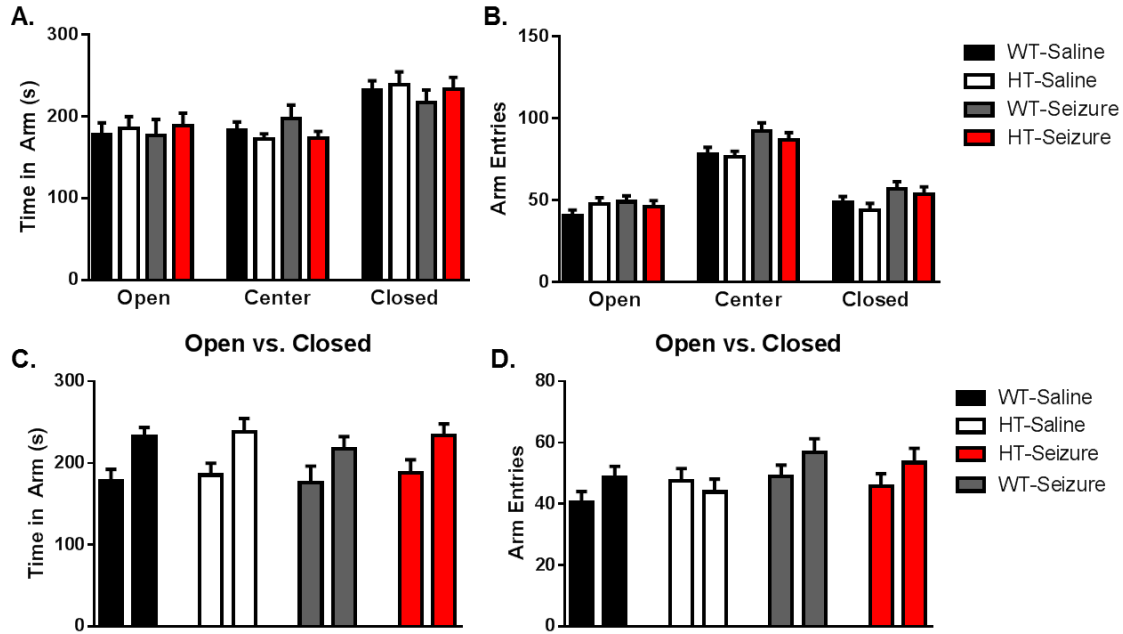 A.
300
200
100
0
Time in Arm (s)
Open Center Closed
B.
150
100
50
0
Arm Entries
Open Center Closed
WT-Saline
HT-Saline
WT-Seizure
HT-Seizure
C.
Open vs. Closed
300
200
100
0
Time in Arm (s)
D.
Open vs. Closed
80
60
40
20
0
Arm Entries
WT-Saline
HT-Saline
HT-Seizure
WT-Seizure